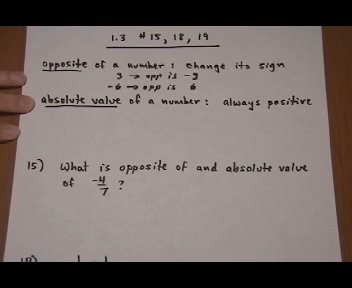 1.3 #15, 18, 19
opposite of a number: change its sign
3 → opp is -3
-6 → opp is 6
absolute value of a number: always positive
15) What is opposite of and absolute value
of -4/7 ?